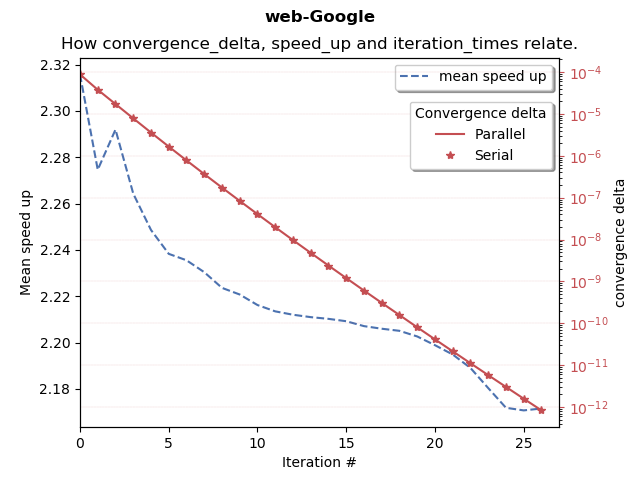 web-Google
How convergence_delta, speed_up and iteration_times relate.
mean speed up
Convergence delta
Parallel
Serial
Mean speed up
2.32
2.30
2.28
2.26
2.24
2.22
2.20
2.18
10⁻⁴
10⁻⁵
10⁻⁶
10⁻⁷
10⁻⁸
10⁻⁹
10⁻¹⁰
10⁻¹¹
10⁻¹²
convergence delta
0 5 10 15 20 25
Iteration #